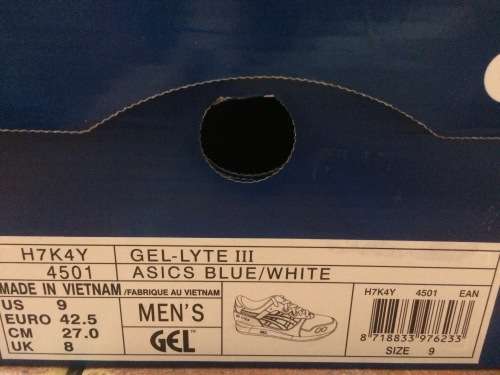 H7K4Y GEL-LYTE III
4501 ASICS BLUE/WHITE
MADE IN VIETNAM /FABRIQUE AU VIETNAM
US 9
EURO 42.5
CM 27.0
UK 8
MEN'S
GEL™
H7K4Y 4501 EAN
8 718833 976233
SIZE 9